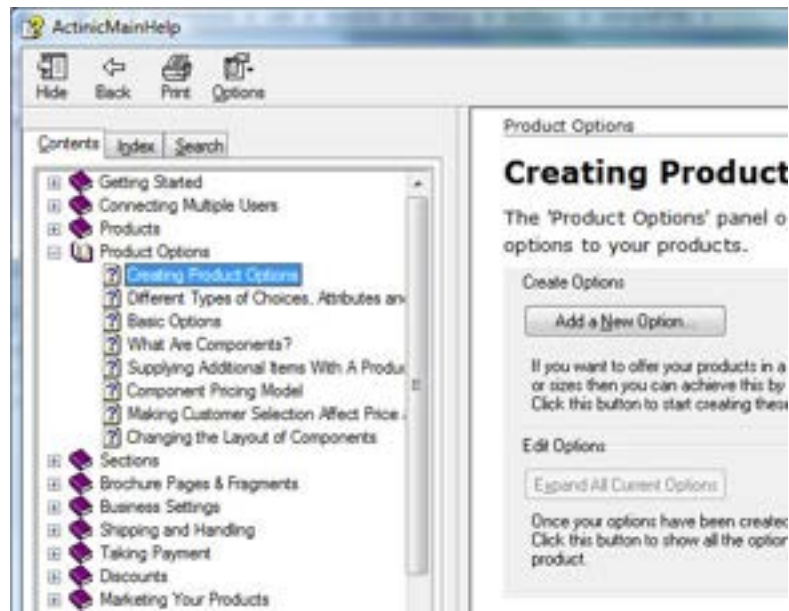 ActinicMainHelp
Hide Back Print Options
Contents Index Search
Getting Started
Connecting Multiple Users
Products
Product Options
Creating Product Options
Different Types of Choices, Attributes an
Basic Options
What Are Components?
Supplying Additional Items With A Produ
Component Pricing Model
Making Customer Selection Affect Price
Changing the Layout of Components
Sections
Brochure Pages & Fragments
Business Settings
Shipping and Handling
Taking Payment
Discounts
Marketing Your Products
Product Options
Creating Product
The 'Product Options' panel o
options to your products.
Create Options
Add a New Option...
If you want to offer your products in a
or sizes then you can achieve this by
Click this button to start creating these
Edit Options
Expand All Current Options
Once your options have been created
Click this button to show all the option
product.